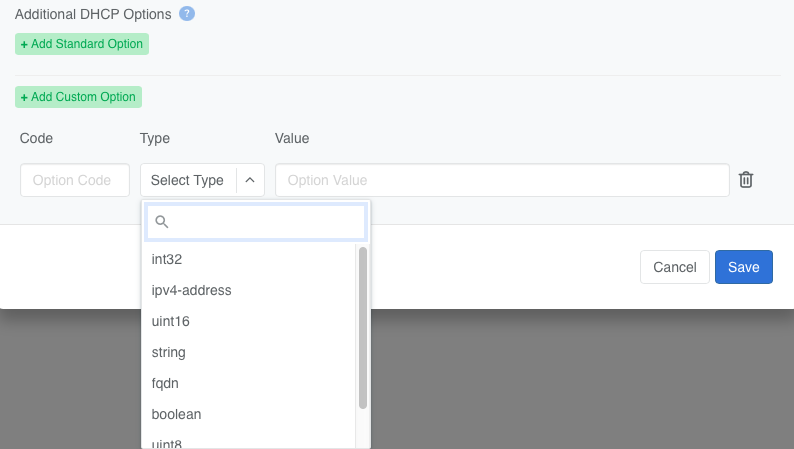 Additional DHCP Options ?
+ Add Standard Option
+ Add Custom Option
Code Type Value
Option Code Select Type Option Value
int32
ipv4-address
uint16
string
fqdn
boolean
uint8
Cancel Save